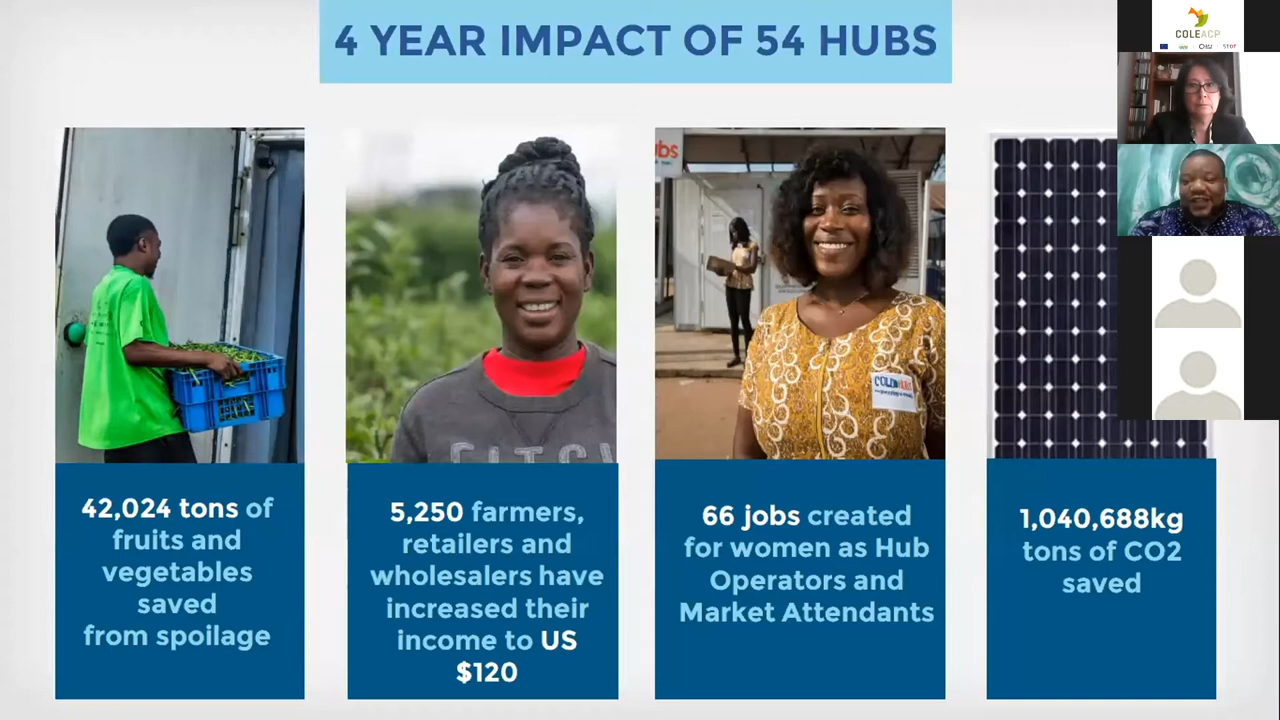 4 YEAR IMPACT OF 54 HUBS
COLEACP
42,024 tons of
fruits and
vegetables
saved
from spoilage
5,250 farmers,
retailers and
wholesalers have
increased their
income to US
$120
66 jobs created
for women as Hub
Operators and
Market Attendants
1,040,688kg
tons of CO2
saved
ubs
COLDHUBS